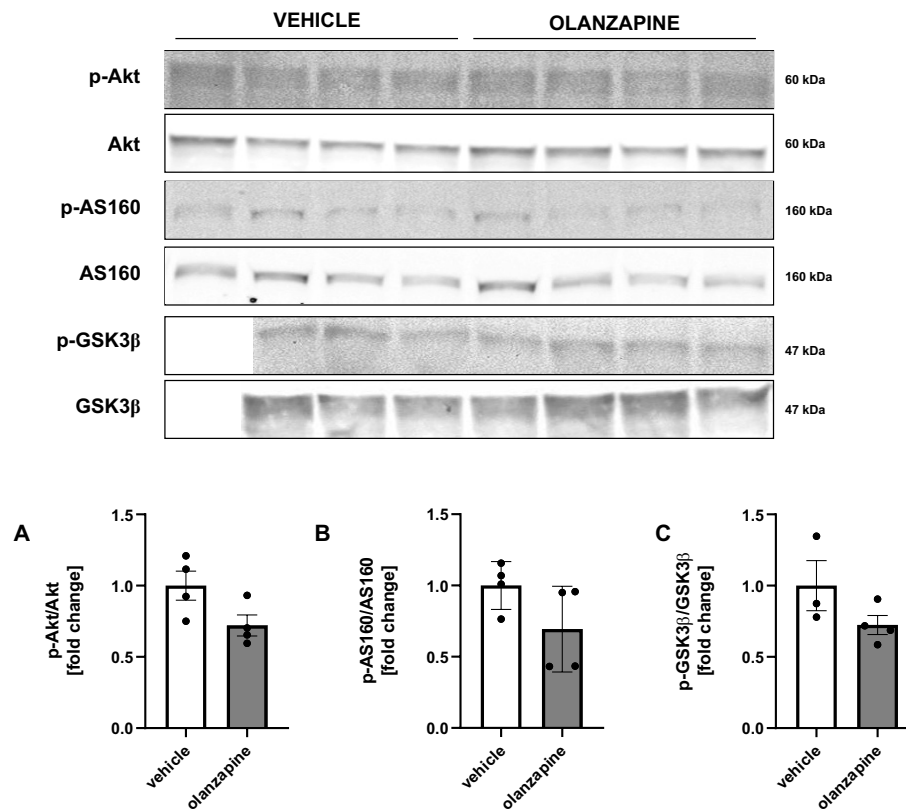 VEHICLE OLANZAPINE
p-Akt 60 kDa
Akt 60 kDa
p-AS160 160 kDa
AS160 160 kDa
p-GSK3β 47 kDa
GSK3β 47 kDa
A
p-Akt/Akt
[fold change]
1.5
1.0
0.5
0.0
vehicle
olanzapine
B
p-AS160/AS160
[fold change]
1.5
1.0
0.5
0.0
vehicle
olanzapine
C
p-GSK3β/GSK3β
[fold change]
1.5
1.0
0.5
0.0
vehicle
olanzapine